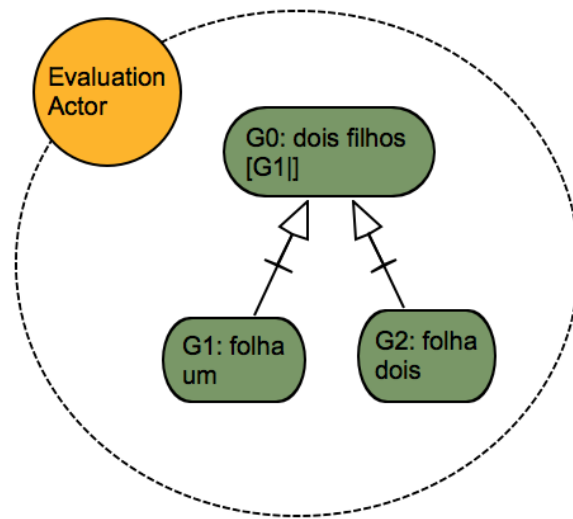 Evaluation
Actor
G0: dois filhos
[G1|]
G1: folha
um
G2: folha
dois